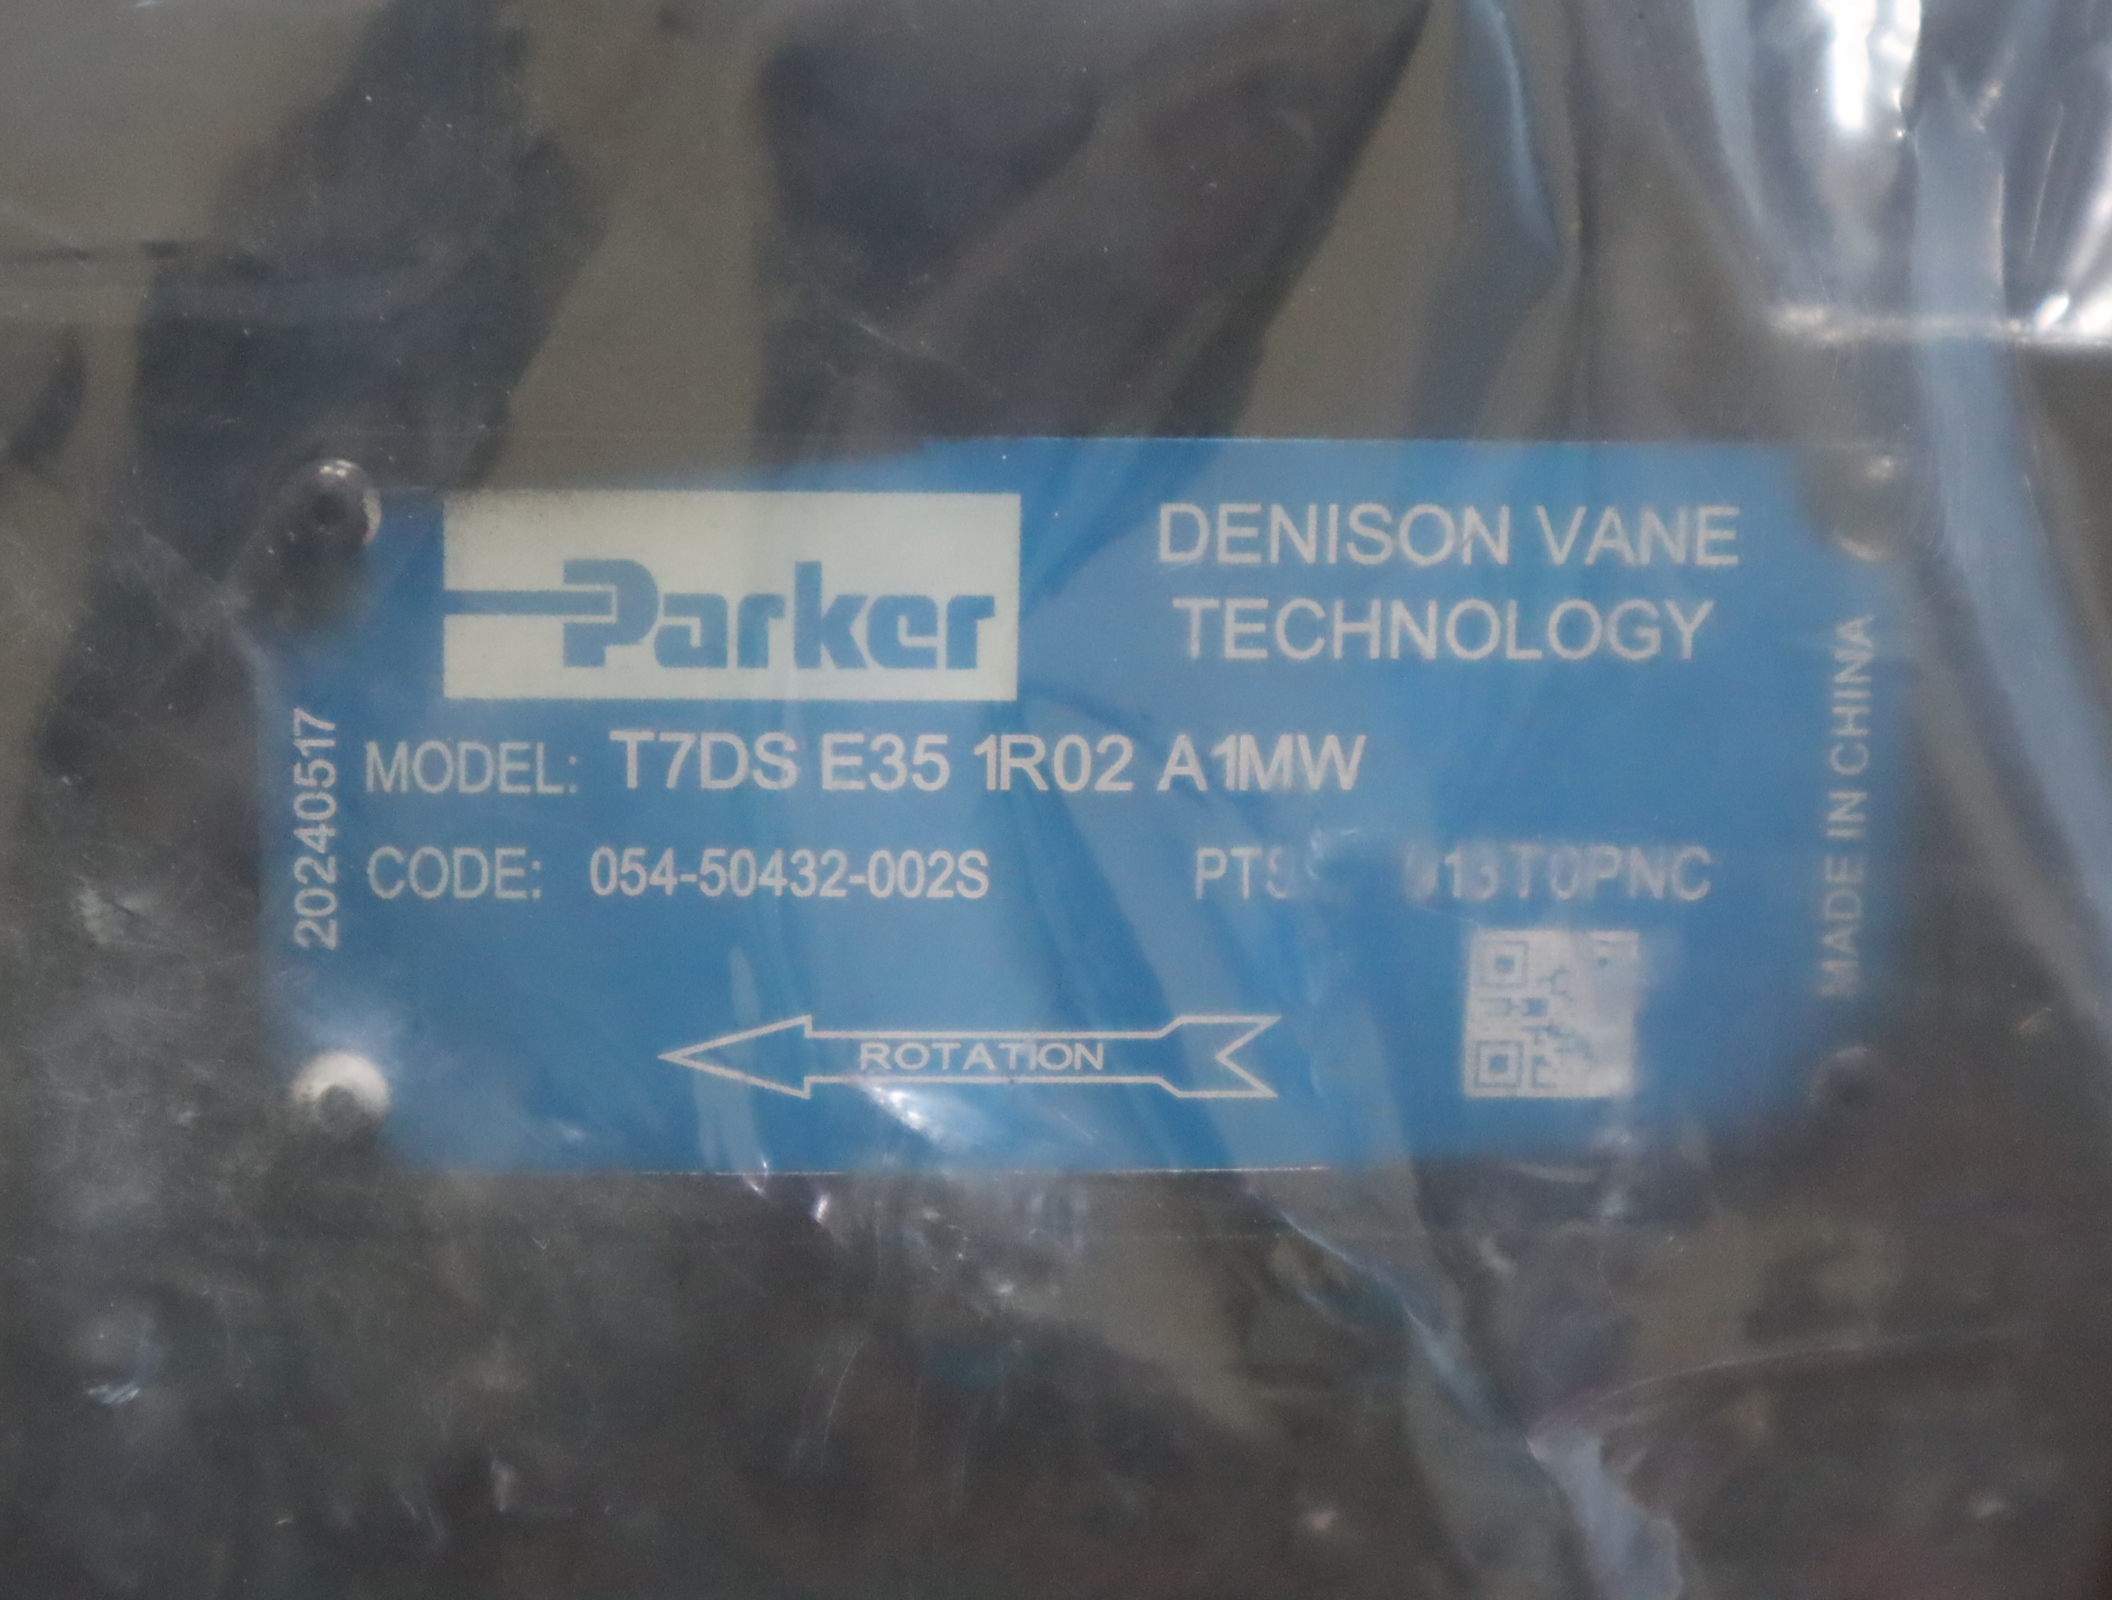 Parker
DENISON VANE
TECHNOLOGY
MODEL: T7DS E35 1R02 A1MW
CODE: 054-50432-002S
ROTATION
20240517
MADE IN CHINA